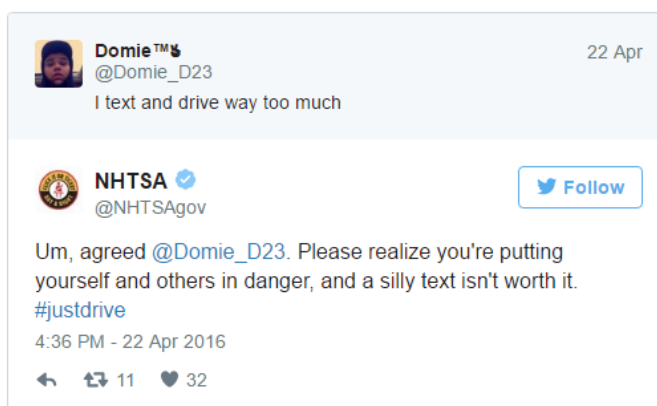 Domie™✌
@Domie_D23
22 Apr
I text and drive way too much
NHTSA
@NHTSAgov
Follow
Um, agreed @Domie_D23. Please realize you're putting
yourself and others in danger, and a silly text isn't worth it.
#justdrive
4:36 PM - 22 Apr 2016
11 32